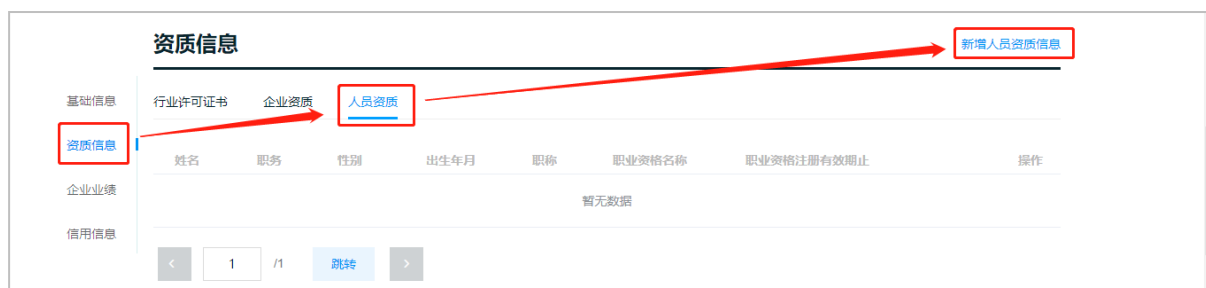 资质信息
新增人员资质信息
基础信息
行业许可证书 企业资质 人员资质
资质信息
姓名 职务 性别 出生年月 职称 职业资格名称 职业资格注册有效期止 操作
企业业绩
暂无数据
信用信息
< 1 /1 跳转 >